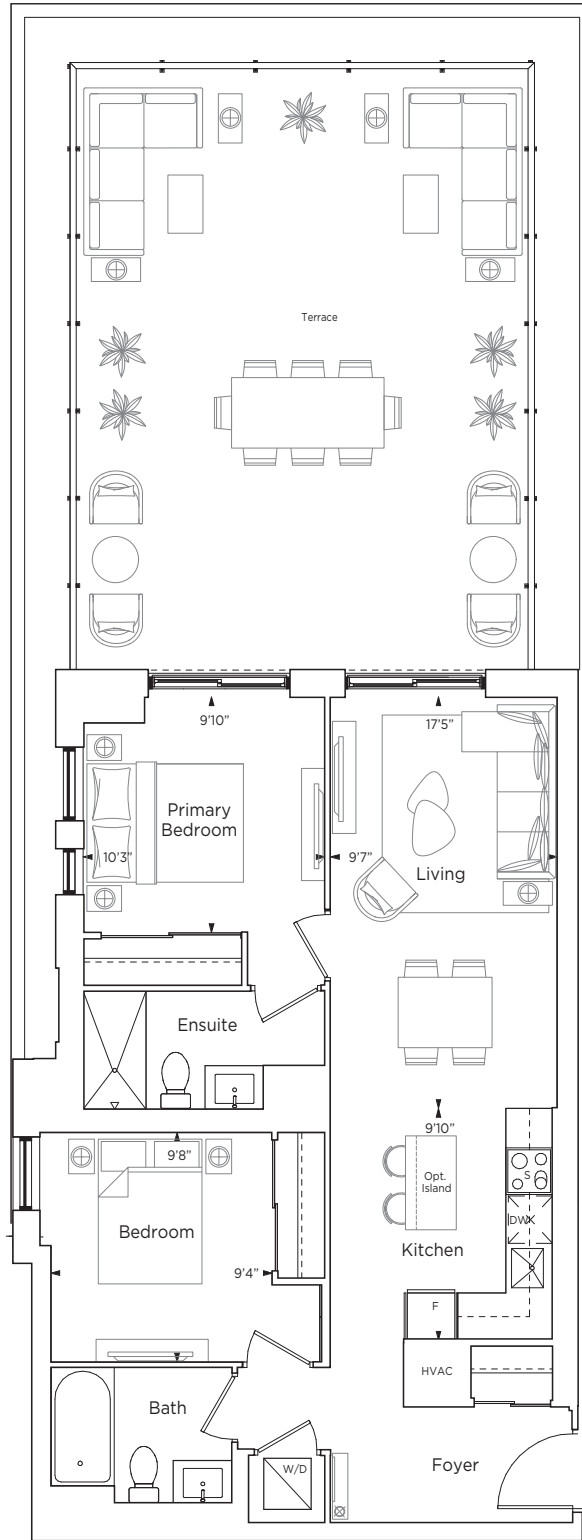 Terrace
9'10"
17'5"
Primary
Bedroom
10'3"
9'7"
Living
Ensuite
9'10"
9'8"
Opt.
Island
S
Bedroom
DW
Kitchen
9'4"
F
HVAC
Bath
Foyer
W/D